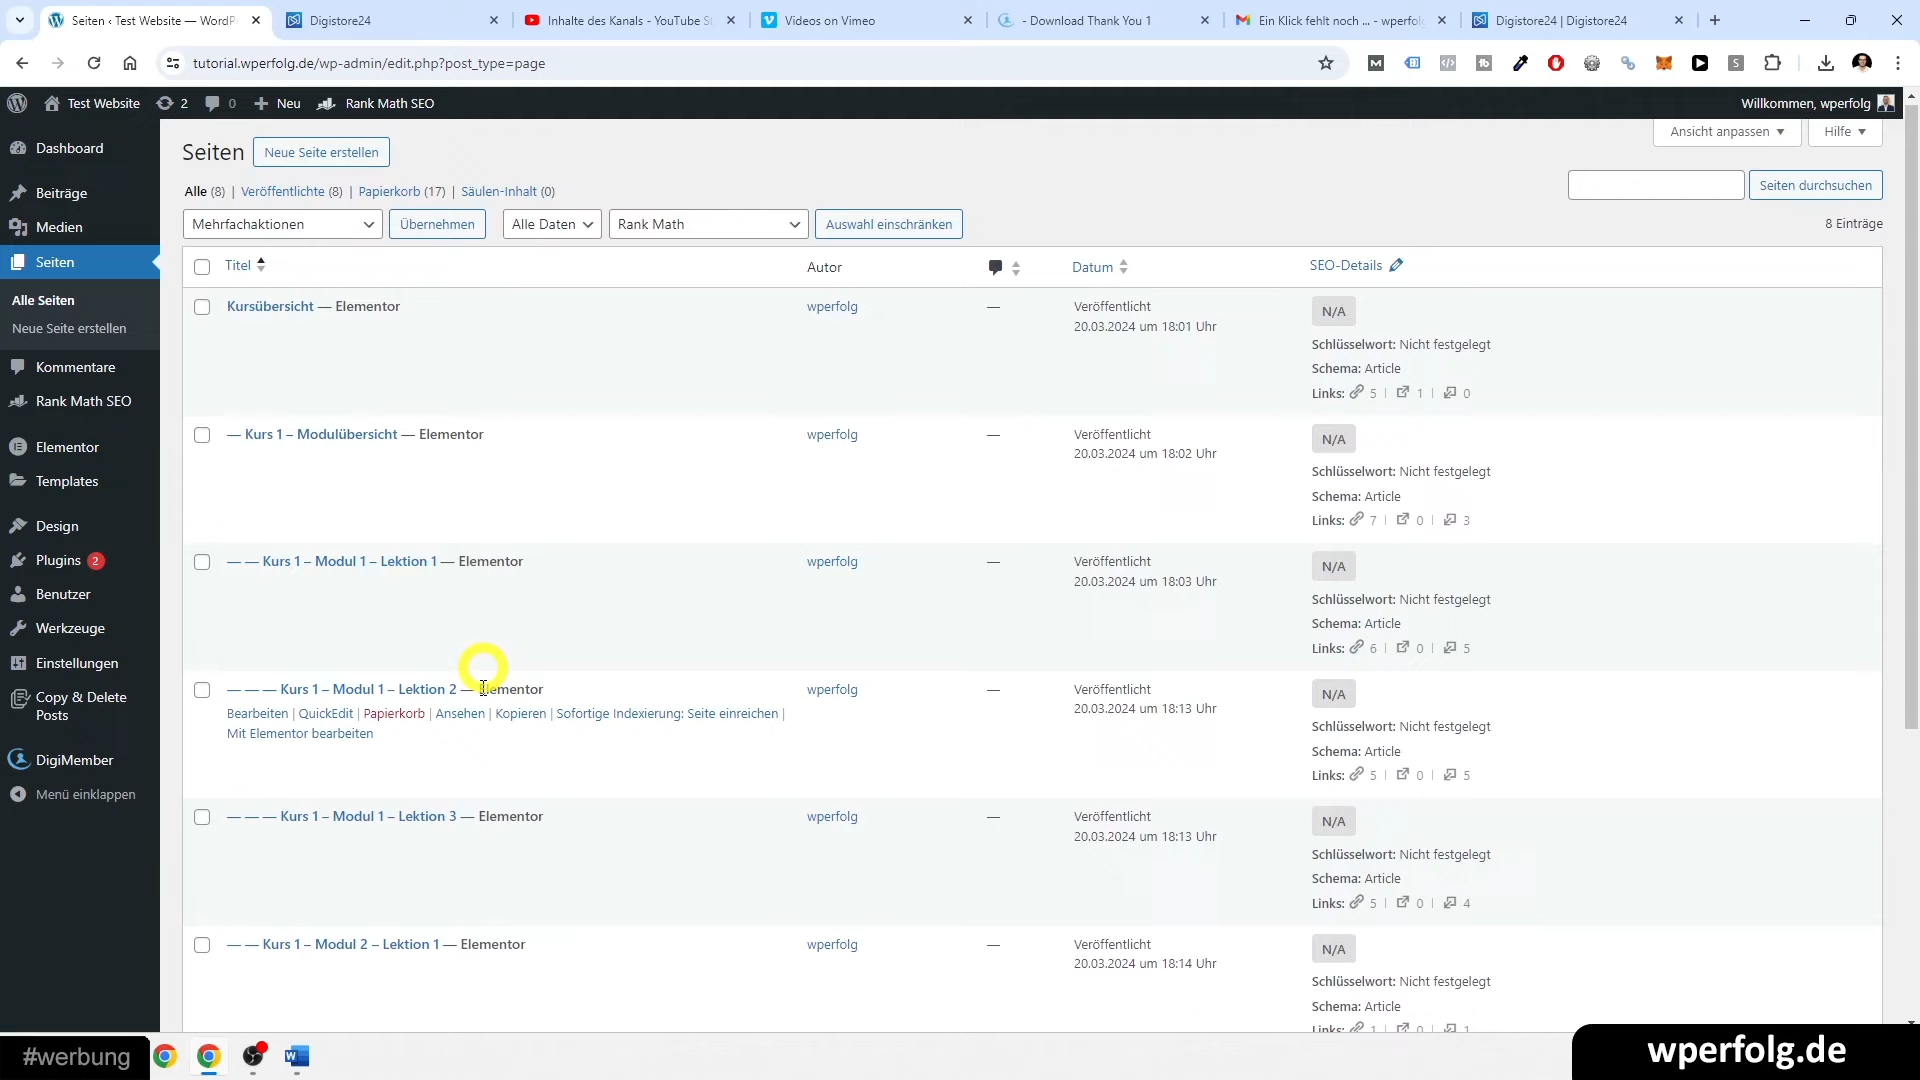 Seiten ‹ Test Website — WordP
Digistore24
Inhalte des Kanals - YouTube St
Videos on Vimeo
- Download Thank You 1
Ein Klick fehlt noch ... - wperfolg
Digistore24 | Digistore24
tutorial.wperfolg.de/wp-admin/edit.php?post_type=page
Test Website
2
0
Neu
Rank Math SEO
Willkommen, wperfolg
Dashboard
Beiträge
Medien
Seiten
Alle Seiten
Neue Seite erstellen
Kommentare
Rank Math SEO
Elementor
Templates
Design
Plugins 2
Benutzer
Werkzeuge
Einstellungen
Copy & Delete
Posts
DigiMember
Menü einklappen
Ansicht anpassen
Hilfe
Seiten
Neue Seite erstellen
Alle (8) | Veröffentlichte (8) | Papierkorb (17) | Säulen-Inhalt (0)
Seiten durchsuchen
Mehrfachaktionen
Übernehmen
Alle Daten
Rank Math
Auswahl einschränken
8 Einträge
Titel
Autor
Datum
SEO-Details
Kursübersicht — Elementor
wperfolg
—
Veröffentlicht
20.03.2024 um 18:01 Uhr
N/A
Schlüsselwort: Nicht festgelegt
Schema: Article
Links: 5 | 1 | 0
— Kurs 1 – Modulübersicht — Elementor
wperfolg
—
Veröffentlicht
20.03.2024 um 18:02 Uhr
N/A
Schlüsselwort: Nicht festgelegt
Schema: Article
Links: 7 | 0 | 3
— — Kurs 1 – Modul 1 – Lektion 1 — Elementor
wperfolg
—
Veröffentlicht
20.03.2024 um 18:03 Uhr
N/A
Schlüsselwort: Nicht festgelegt
Schema: Article
Links: 6 | 0 | 5
— — — Kurs 1 – Modul 1 – Lektion 2 — Elementor
Bearbeiten | QuickEdit | Papierkorb | Ansehen | Kopieren | Sofortige Indexierung: Seite einreichen |
Mit Elementor bearbeiten
wperfolg
—
Veröffentlicht
20.03.2024 um 18:13 Uhr
N/A
Schlüsselwort: Nicht festgelegt
Schema: Article
Links: 5 | 0 | 5
— — — Kurs 1 – Modul 1 – Lektion 3 — Elementor
wperfolg
—
Veröffentlicht
20.03.2024 um 18:13 Uhr
N/A
Schlüsselwort: Nicht festgelegt
Schema: Article
Links: 5 | 0 | 4
— — Kurs 1 – Modul 2 – Lektion 1 — Elementor
wperfolg
—
Veröffentlicht
20.03.2024 um 18:14 Uhr
N/A
Schlüsselwort: Nicht festgelegt
Schema: Article
Links: 1 | 0 | 1
#werbung
wperfolg.de